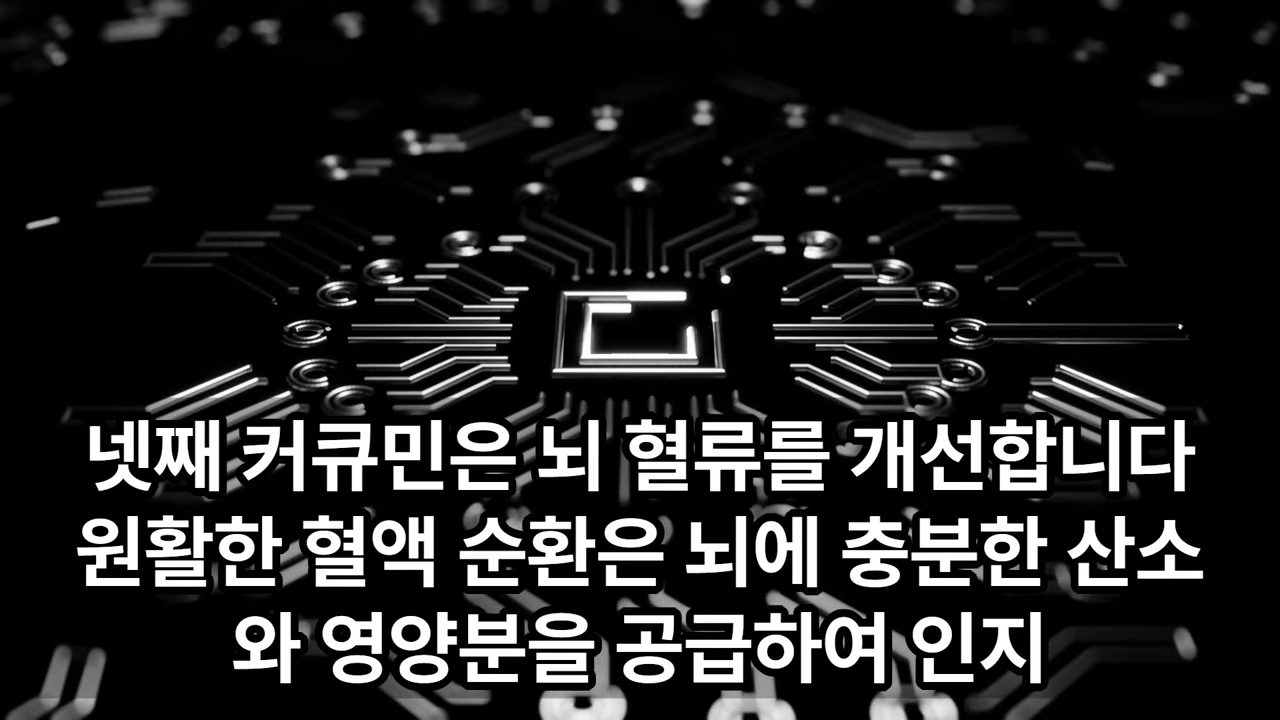 넷째 커큐민은 뇌 혈류를 개선합니다
원활한 혈액 순환은 뇌에 충분한 산소
와 영양분을 공급하여 인지